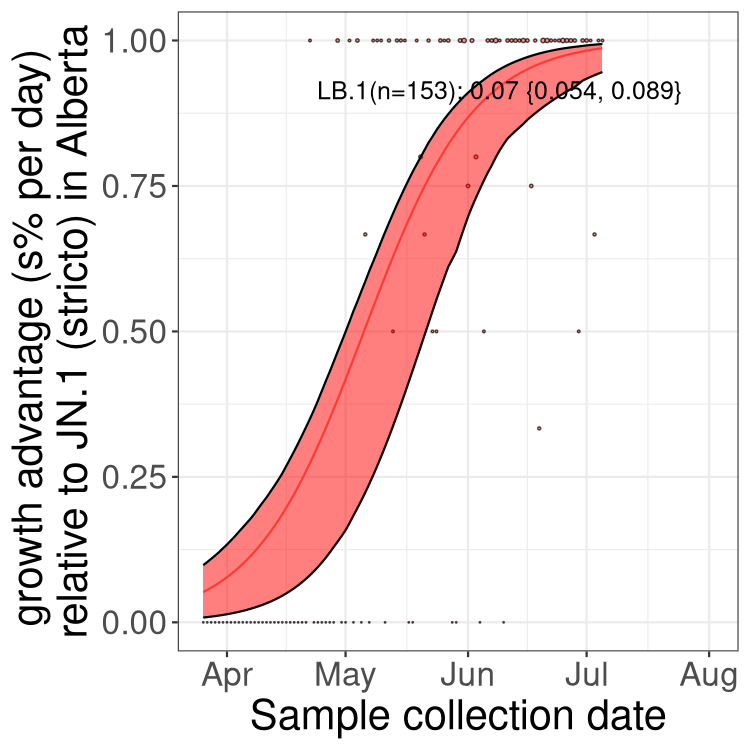 growth advantage (s% per day)
relative to JN.1 (stricto) in Alberta
1.00
0.75
0.50
0.25
0.00
LB.1(n=153): 0.07 {0.054, 0.089}
Apr May Jun Jul Aug
Sample collection date